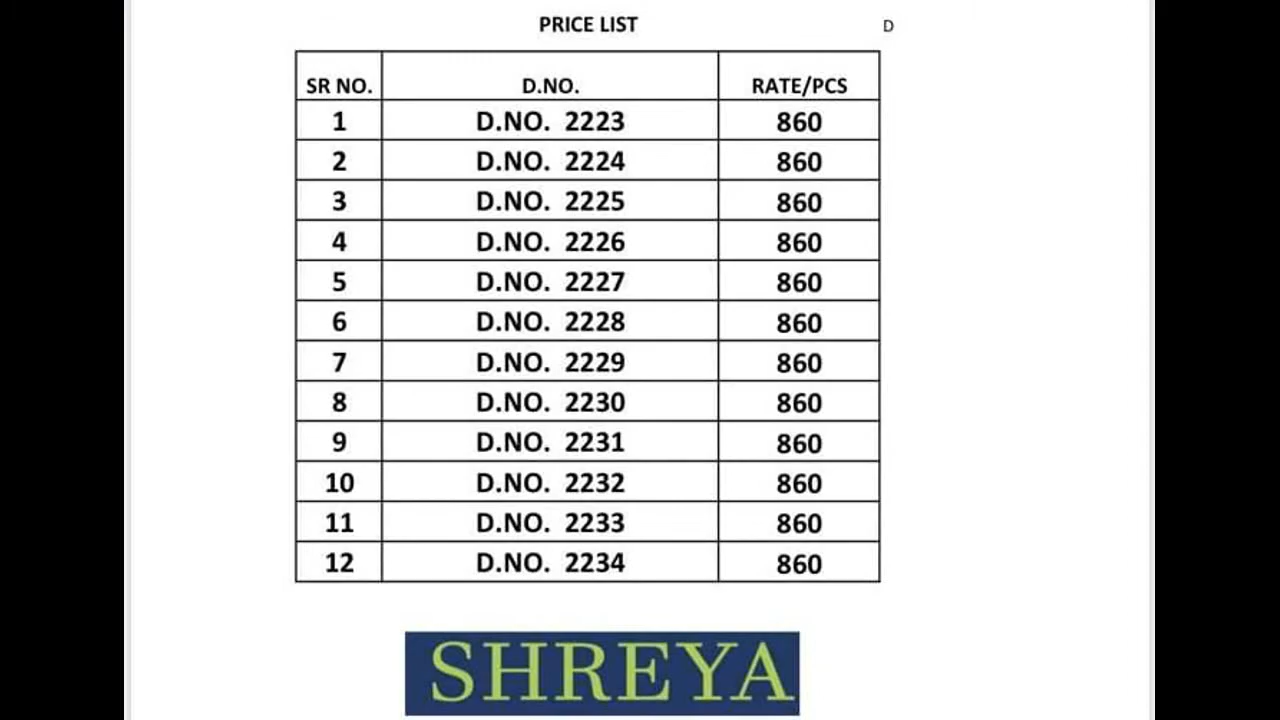 PRICE LIST D
SR NO. D.NO. RATE/PCS
1 D.NO. 2223 860
2 D.NO. 2224 860
3 D.NO. 2225 860
4 D.NO. 2226 860
5 D.NO. 2227 860
6 D.NO. 2228 860
7 D.NO. 2229 860
8 D.NO. 2230 860
9 D.NO. 2231 860
10 D.NO. 2232 860
11 D.NO. 2233 860
12 D.NO. 2234 860
SHREYA